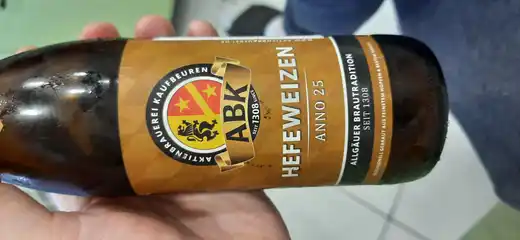 AKTIENBRAUEREI KAUFBEUREN
ABK
SEIT 1308
HEFEWEIZEN
ANNO 25
ALLGÄUER BRAUTRADITION
SEIT 1308